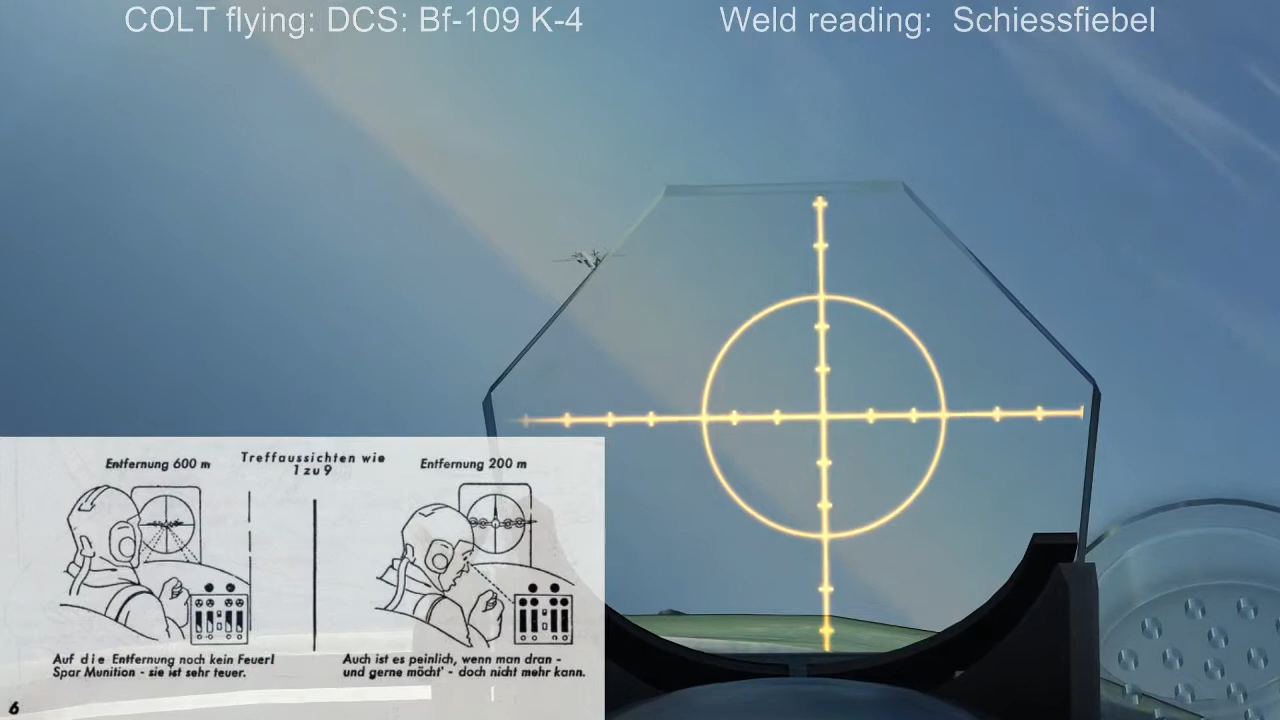 COLT flying: DCS: Bf-109 K-4
Weld reading: Schiessfiebel
Entfernung 600 m
Treffaussichten wie
1 zu 9
Entfernung 200 m
Auf die Entfernung noch kein Feuer!
Spar Munition - sie ist sehr teuer.
Auch ist es peinlich, wenn man dran -
und gerne möcht' - doch nicht mehr kann.
6